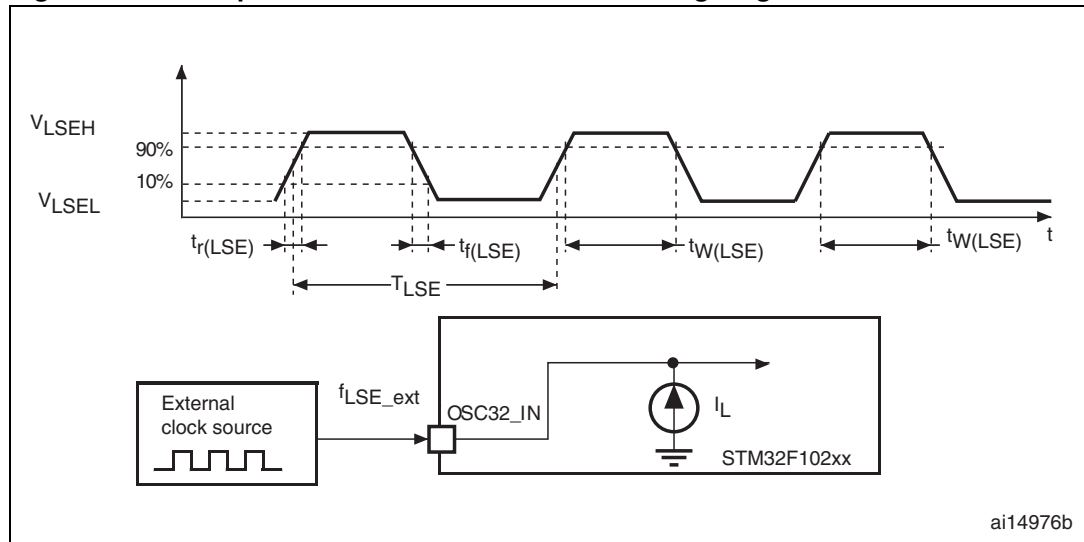 VLSEH
90%
10%
VLSEL
tr(LSE)
tf(LSE)
tW(LSE)
tW(LSE)
t
TLSE
External
clock source
fLSE_ext
OSC32_IN
IL
STM32F102xx
ai14976b